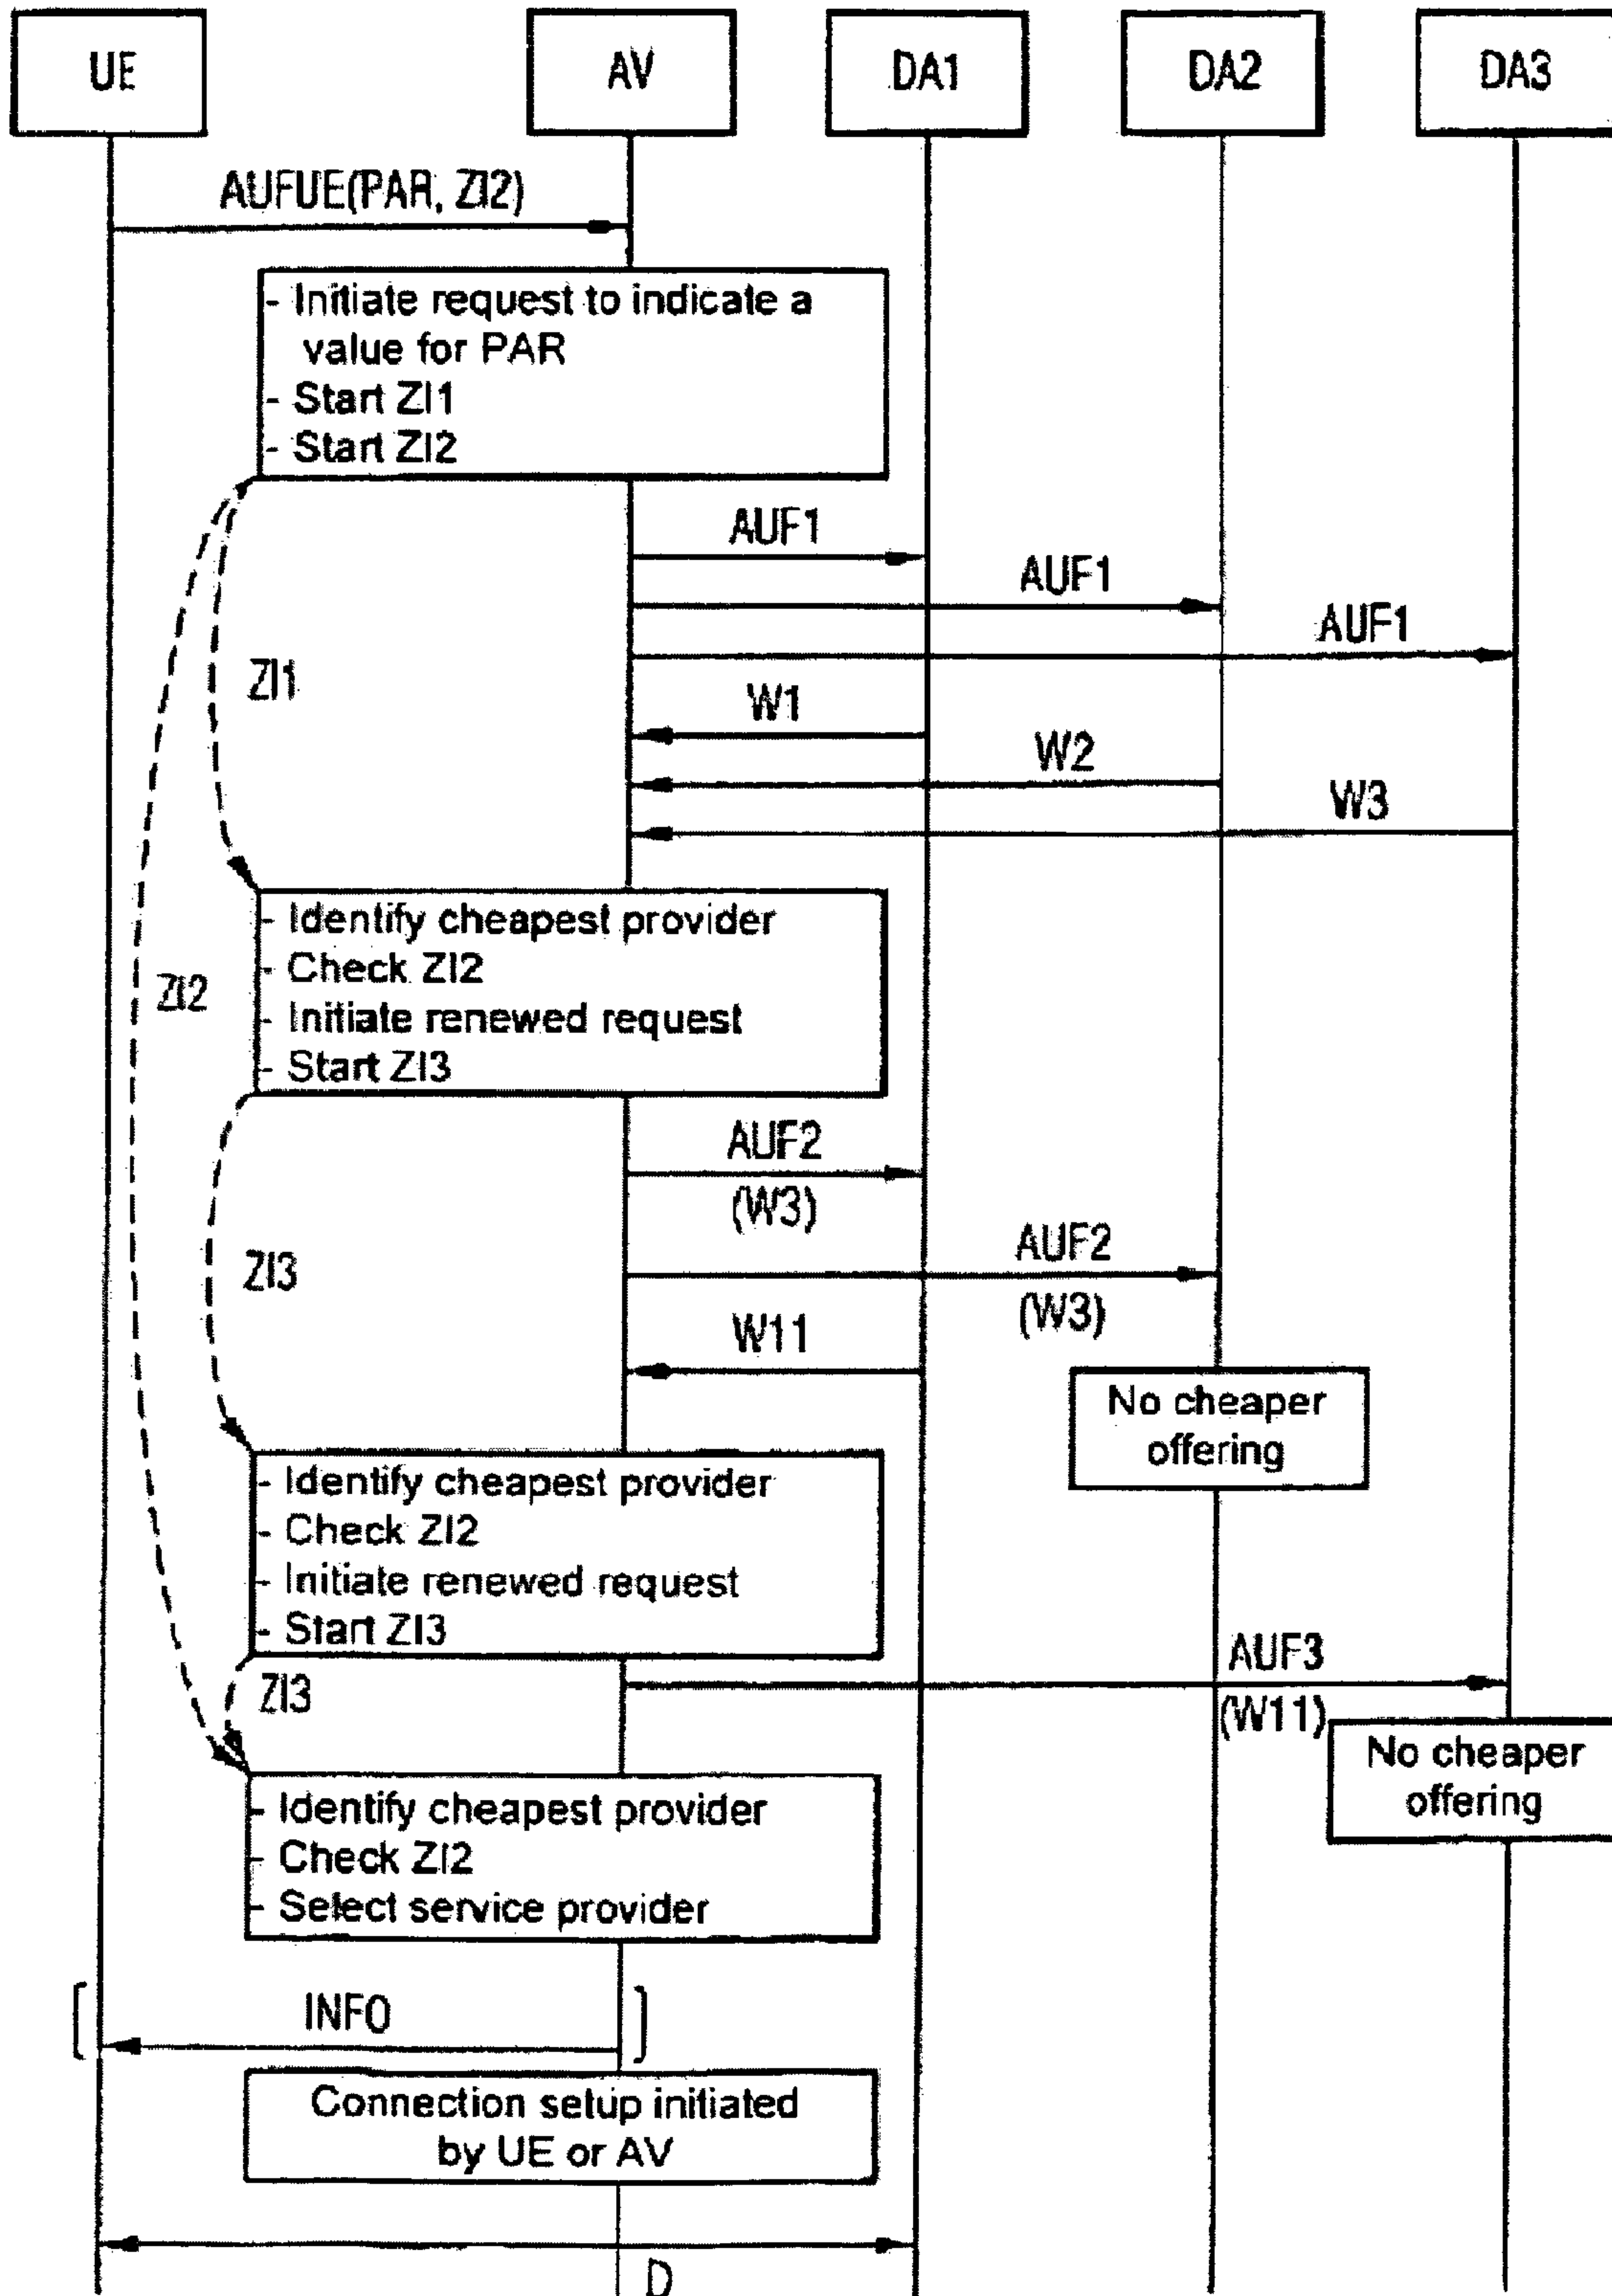 UE
AV
DA1
DA2
DA3
AUFUE(PAR, ZI2)
- Initiate request to indicate a
value for PAR
- Start ZI1
- Start ZI2
AUF1
AUF1
AUF1
ZI1
W1
W2
W3
- Identify cheapest provider
- Check ZI2
- Initiate renewed request
- Start ZI3
ZI2
AUF2
(W3)
AUF2
(W3)
ZI3
W11
No cheaper
offering
- Identify cheapest provider
- Check ZI2
- Initiate renewed request
- Start ZI3
ZI3
AUF3
(W11)
No cheaper
offering
- Identify cheapest provider
- Check ZI2
- Select service provider
[ INFO ]
Connection setup initiated
by UE or AV
D